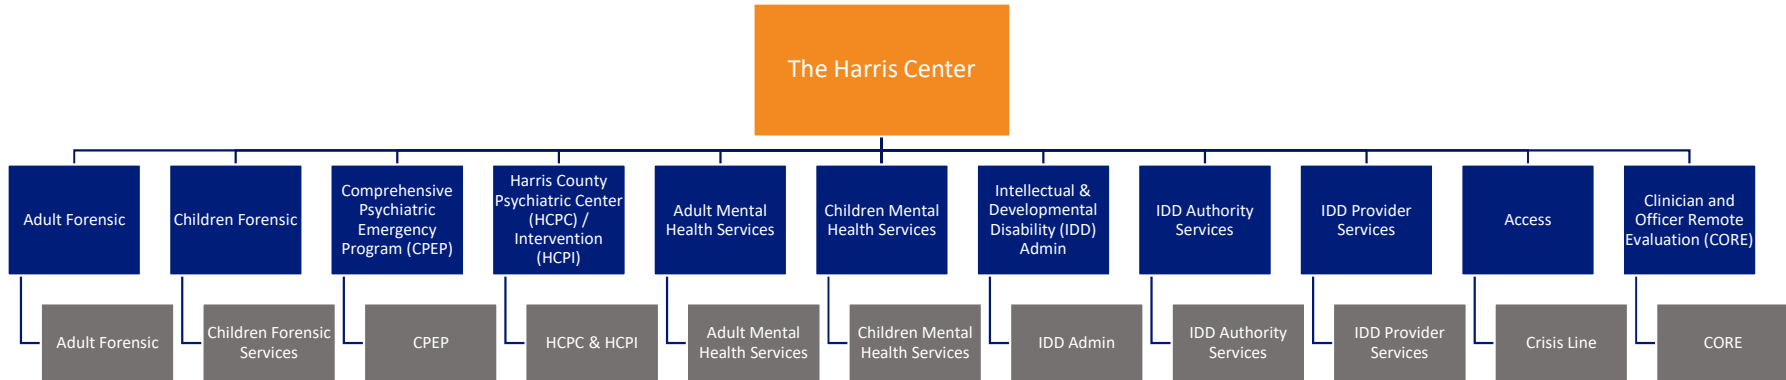 The Harris Center
Adult Forensic
Children Forensic
Comprehensive
Psychiatric
Emergency
Program (CPEP)
Harris County
Psychiatric Center
(HCPC) /
Intervention
(HCPI)
Adult Mental
Health Services
Children Mental
Health Services
Intellectual &
Developmental
Disability (IDD)
Admin
IDD Authority
Services
IDD Provider
Services
Access
Clinician and
Officer Remote
Evaluation (CORE)
Adult Forensic
Children Forensic
Services
CPEP
HCPC & HCPI
Adult Mental
Health Services
Children Mental
Health Services
IDD Admin
IDD Authority
Services
IDD Provider
Services
Crisis Line
CORE